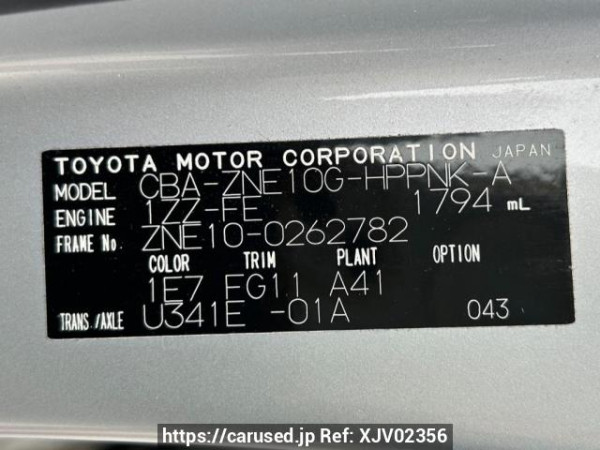 TOYOTA MOTOR CORPORATION JAPAN
MODEL CBA-ZNE10G-HPPNK-A
ENGINE 1ZZ-FE 1794 mL
FRAME No. ZNE10-0262782
COLOR TRIM PLANT OPTION
1E7 FG11 A41
TRANS./AXLE U341E -01A 043
https://carused.jp Ref: XJV02356